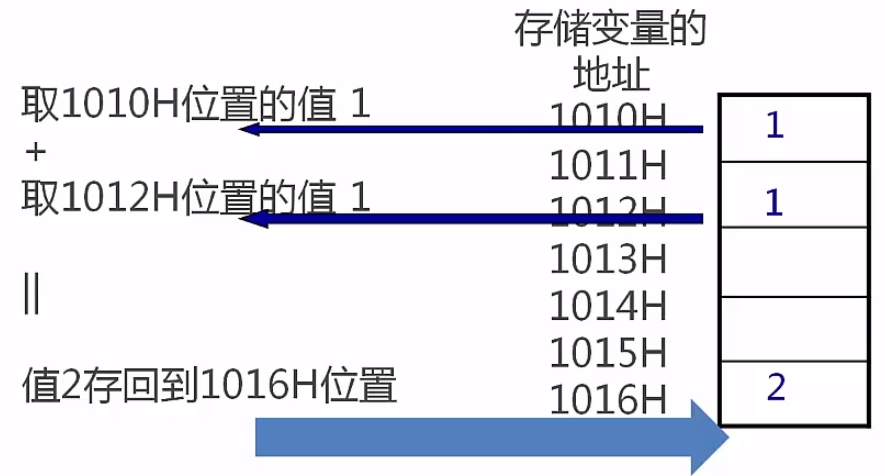 存储变量的
地址
取1010H位置的值 1
+
取1012H位置的值 1
||
值2存回到1016H位置
1010H
1011H
1012H
1013H
1014H
1015H
1016H
1
1
2